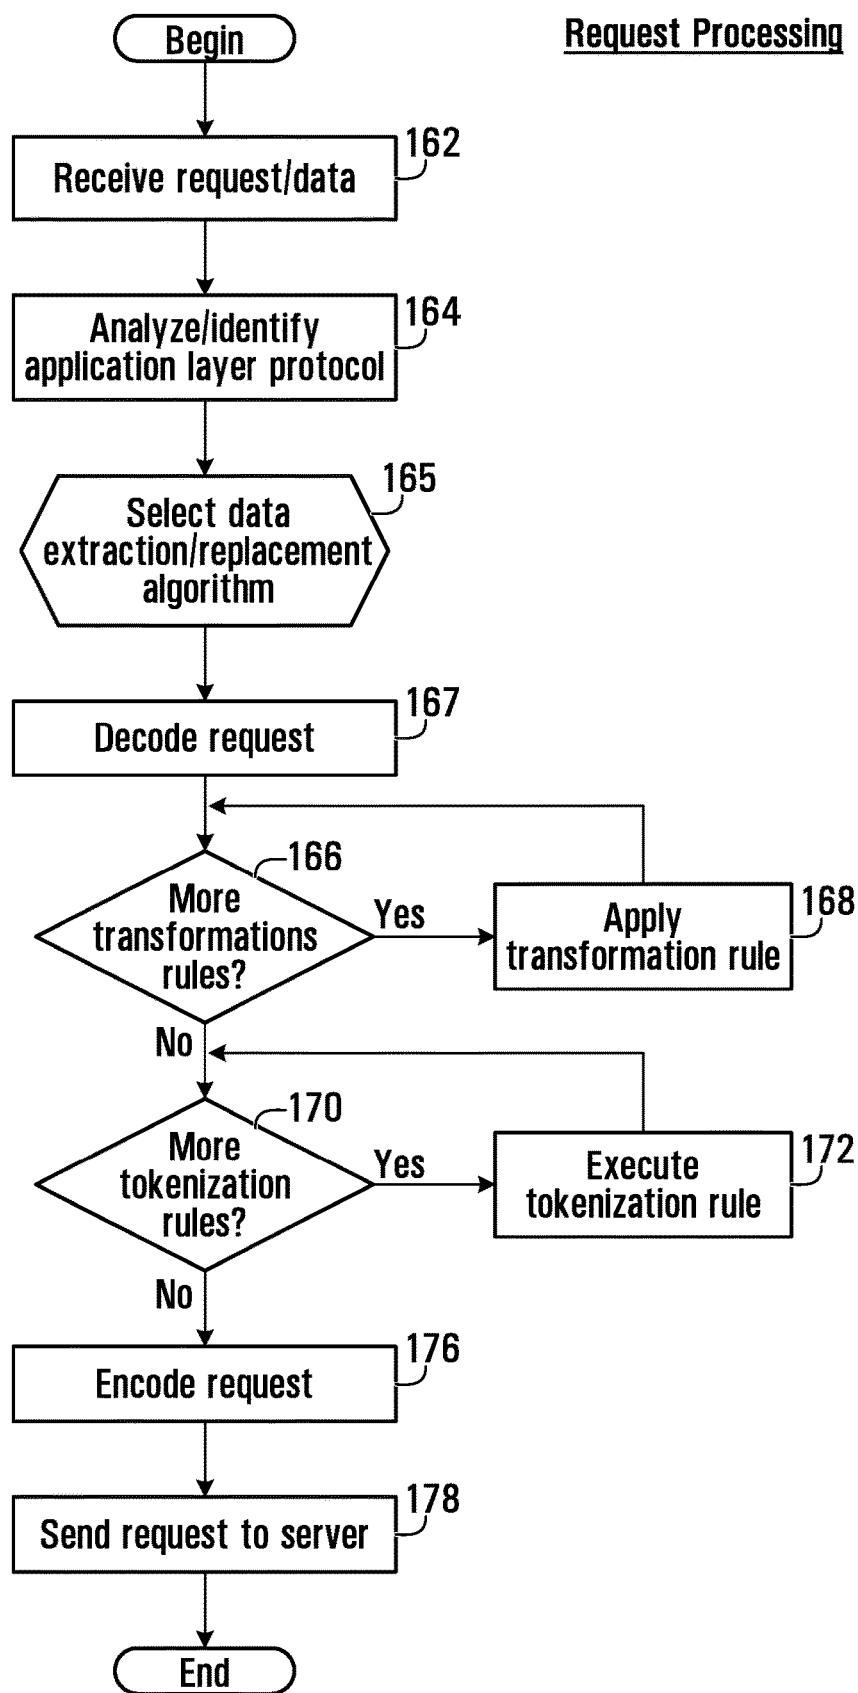 Begin
Request Processing
162
Receive request/data
164
Analyze/identify
application layer protocol
165
Select data
extraction/replacement
algorithm
167
Decode request
166
More
transformations
rules?
Yes
168
Apply
transformation rule
No
170
More
tokenization
rules?
Yes
172
Execute
tokenization rule
No
176
Encode request
178
Send request to server
End